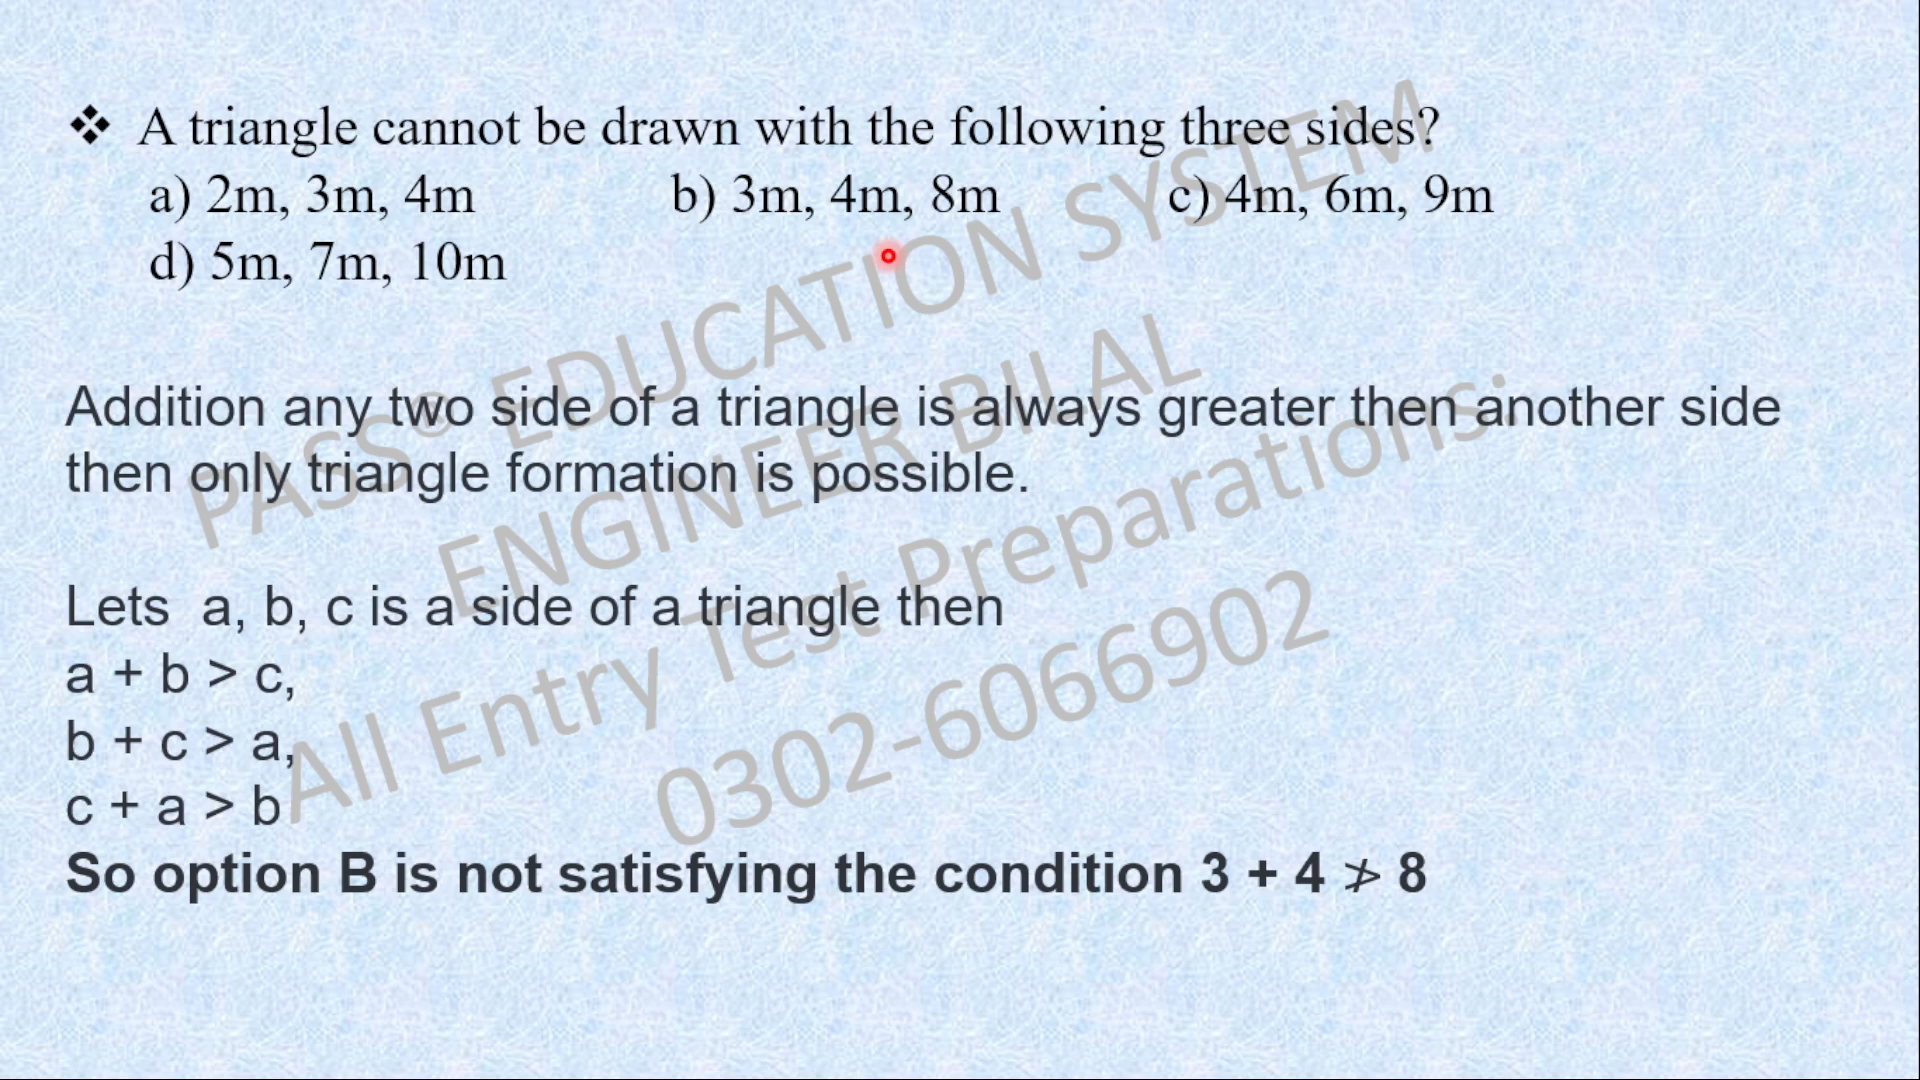 ❖ A triangle cannot be drawn with the following three sides?
a) 2m, 3m, 4m b) 3m, 4m, 8m c) 4m, 6m, 9m
d) 5m, 7m, 10m
Addition any two side of a triangle is always greater then another side
then only triangle formation is possible.
Lets a, b, c is a side of a triangle then
a + b > c,
b + c > a,
c + a > b
So option B is not satisfying the condition 3 + 4 ≯ 8
PASS® EDUCATION SYSTEM
ENGINEER BILAL
All Entry Test Preparations:
0302-6066902